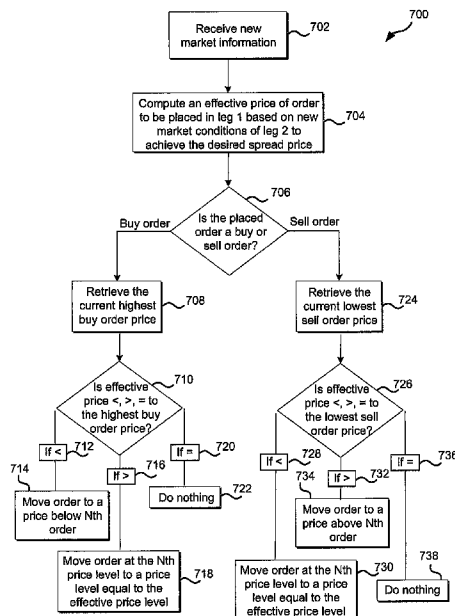 700
Receive new
market information
702
Compute an effective price of order
to be placed in leg 1 based on new
market conditions of leg 2 to
achieve the desired spread price
704
706
Is the placed
order a buy or
sell order?
Buy order
Sell order
Retrieve the
current highest
buy order price
708
Retrieve the
current lowest
sell order price
724
710
Is effective
price <, >, = to
the highest buy
order price?
726
Is effective
price <, >, = to
the lowest sell
order price?
If <
712
If >
716
If =
720
If <
728
If >
732
If =
736
714
Move order to a
price below Nth
order
Do nothing
722
734
Move order to a
price above Nth
order
Move order at the Nth
price level to a price
level equal to the
effective price level
718
Move order at the Nth
price level to a price
level equal to the
effective price level
730
738
Do nothing